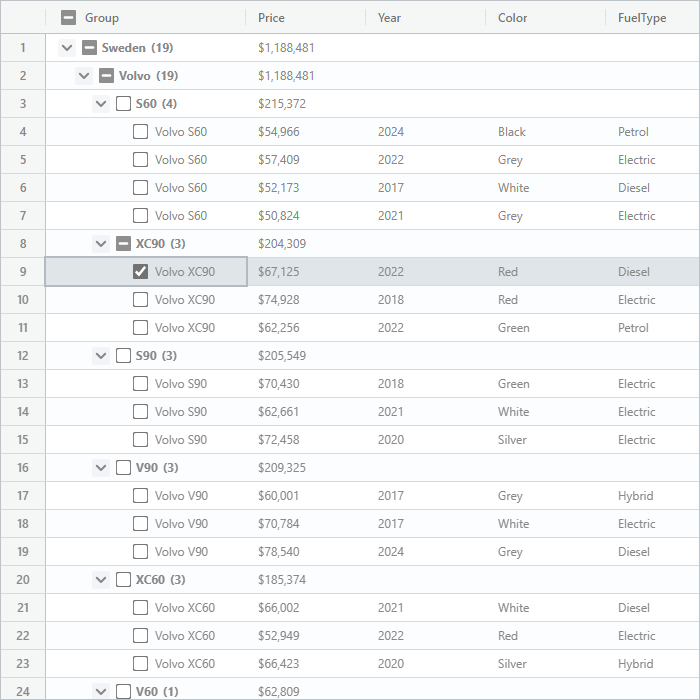 Group Price Year Color FuelType
1 Sweden (19) $1,188,481
2 Volvo (19) $1,188,481
3 S60 (4) $215,372
4 Volvo S60 $54,966 2024 Black Petrol
5 Volvo S60 $57,409 2022 Grey Electric
6 Volvo S60 $52,173 2017 White Diesel
7 Volvo S60 $50,824 2021 Grey Electric
8 XC90 (3) $204,309
9 Volvo XC90 $67,125 2022 Red Diesel
10 Volvo XC90 $74,928 2018 Red Electric
11 Volvo XC90 $62,256 2022 Green Petrol
12 S90 (3) $205,549
13 Volvo S90 $70,430 2018 Green Electric
14 Volvo S90 $62,661 2021 White Electric
15 Volvo S90 $72,458 2020 Silver Electric
16 V90 (3) $209,325
17 Volvo V90 $60,001 2017 Grey Hybrid
18 Volvo V90 $70,784 2017 White Electric
19 Volvo V90 $78,540 2024 Grey Diesel
20 XC60 (3) $185,374
21 Volvo XC60 $66,002 2021 White Diesel
22 Volvo XC60 $52,949 2022 Red Electric
23 Volvo XC60 $66,423 2020 Silver Hybrid
24 V60 (1) $62,809